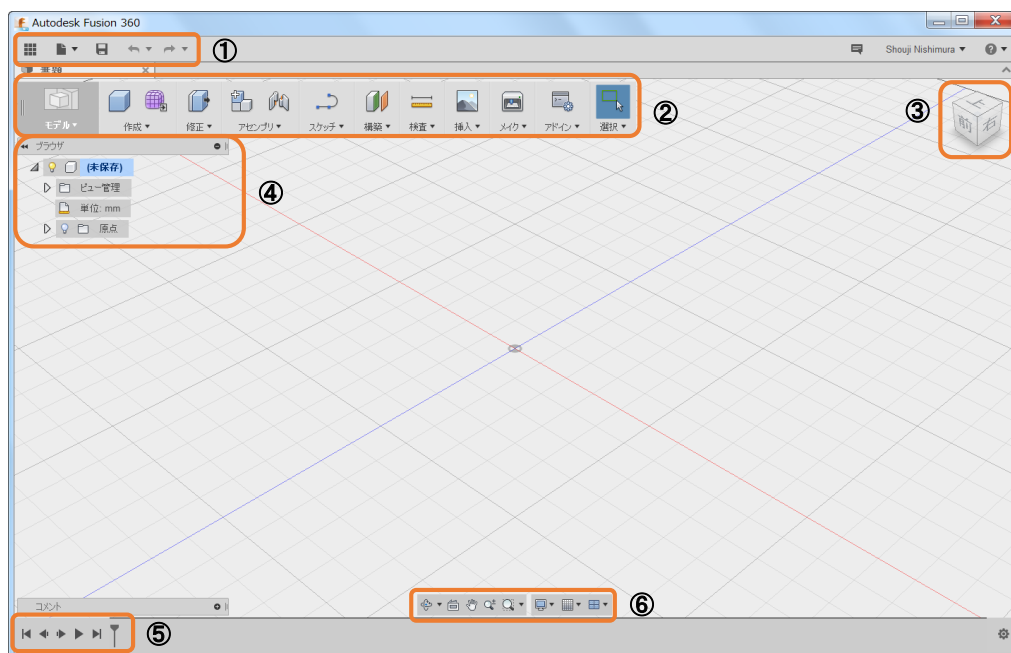 Autodesk Fusion 360
①
Shouji Nishimura
無題
モデル
作成
修正
アセンブリ
スケッチ
構築
検査
挿入
メイク
アドイン
選択
②
③
上
前
右
ブラウザ
(未保存)
ビュー管理
単位: mm
原点
④
コメント
⑤
⑥